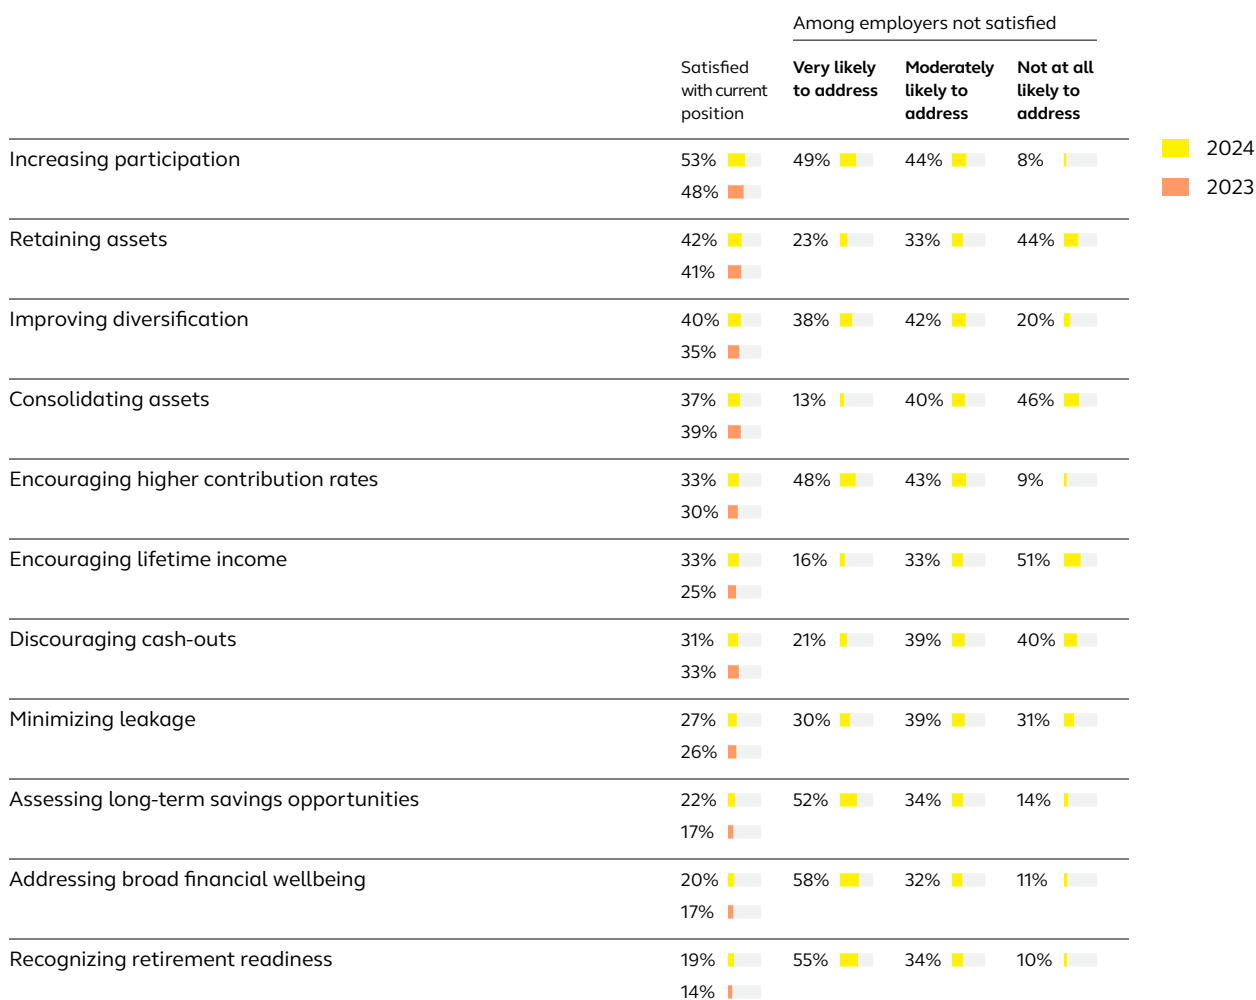 Among employers not satisfied
Satisfied with current position
Very likely to address
Moderately likely to address
Not at all likely to address
2024
2023
Increasing participation 53% 49% 44% 8%
48%
Retaining assets 42% 23% 33% 44%
41%
Improving diversification 40% 38% 42% 20%
35%
Consolidating assets 37% 13% 40% 46%
39%
Encouraging higher contribution rates 33% 48% 43% 9%
30%
Encouraging lifetime income 33% 16% 33% 51%
25%
Discouraging cash-outs 31% 21% 39% 40%
33%
Minimizing leakage 27% 30% 39% 31%
26%
Assessing long-term savings opportunities 22% 52% 34% 14%
17%
Addressing broad financial wellbeing 20% 58% 32% 11%
17%
Recognizing retirement readiness 19% 55% 34% 10%
14%